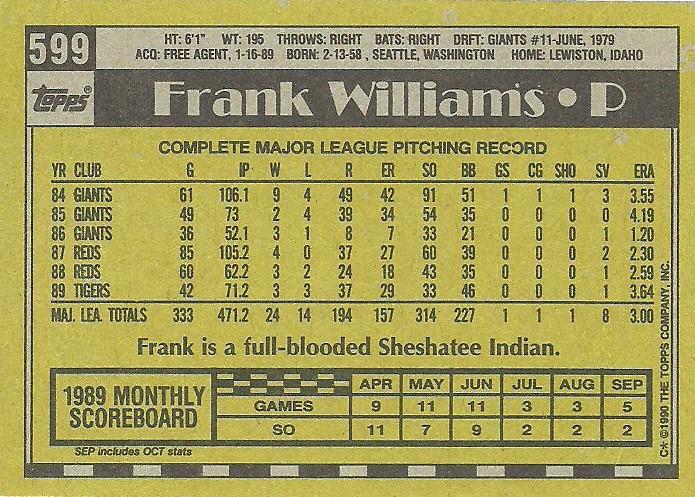 599
HT: 6'1" WT: 195 THROWS: RIGHT BATS: RIGHT DRFT: GIANTS #11-JUNE, 1979
ACQ: FREE AGENT, 1-16-89 BORN: 2-13-58, SEATTLE, WASHINGTON HOME: LEWISTON, IDAHO
TOPPS®
Frank Williams • P
COMPLETE MAJOR LEAGUE PITCHING RECORD
YR CLUB G IP W L R ER SO BB GS CG SHO SV ERA
84 GIANTS 61 106.1 9 4 49 42 91 51 1 1 1 3 3.55
85 GIANTS 49 73 2 4 39 34 54 35 0 0 0 0 4.19
86 GIANTS 36 52.1 3 1 8 7 33 21 0 0 0 1 1.20
87 REDS 85 105.2 4 0 37 27 60 39 0 0 0 2 2.30
88 REDS 60 62.2 3 2 24 18 43 35 0 0 0 1 2.59
89 TIGERS 42 71.2 3 3 37 29 33 46 0 0 0 1 3.64
MAJ. LEA. TOTALS 333 471.2 24 14 194 157 314 227 1 1 1 8 3.00
Frank is a full-blooded Sheshatee Indian.
1989 MONTHLY
SCOREBOARD
APR MAY JUN JUL AUG SEP
GAMES 9 11 11 3 3 5
SO 11 7 9 2 2 2
SEP includes OCT stats
C* ©1990 THE TOPPS COMPANY, INC.